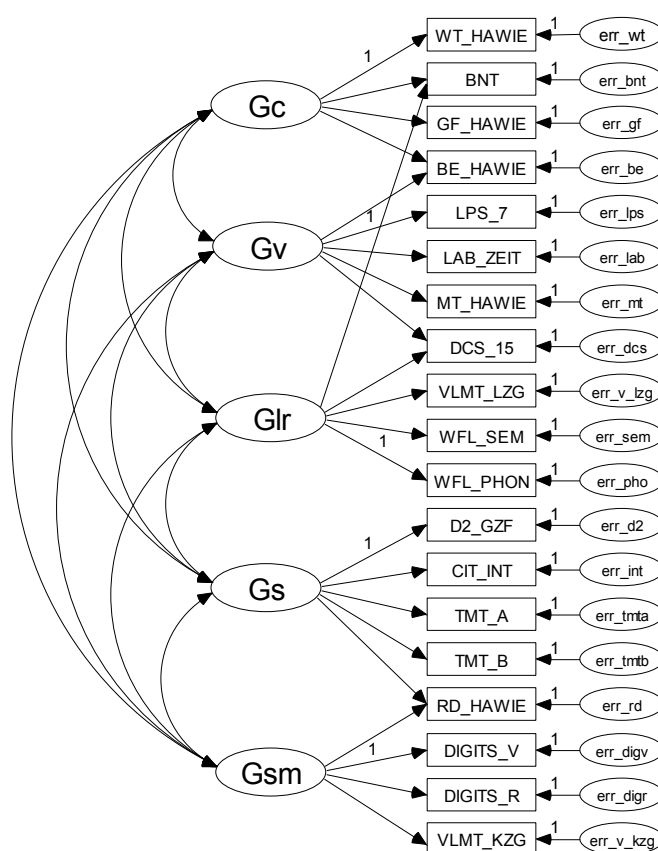 WT_HAWIE
1
err_wt
1
BNT
1
err_bnt
Gc
GF_HAWIE
1
err_gf
BE_HAWIE
1
err_be
LPS_7
1
err_lps
1
Gv
LAB_ZEIT
1
err_lab
MT_HAWIE
1
err_mt
DCS_15
1
err_dcs
VLMT_LZG
1
err_v_lzg
Glr
WFL_SEM
1
err_sem
1
WFL_PHON
1
err_pho
D2_GZF
1
err_d2
1
CIT_INT
1
err_int
Gs
TMT_A
1
err_tmta
TMT_B
1
err_tmtb
RD_HAWIE
1
err_rd
1
DIGITS_V
1
err_digv
Gsm
DIGITS_R
1
err_digr
VLMT_KZG
1
err_v_kzg